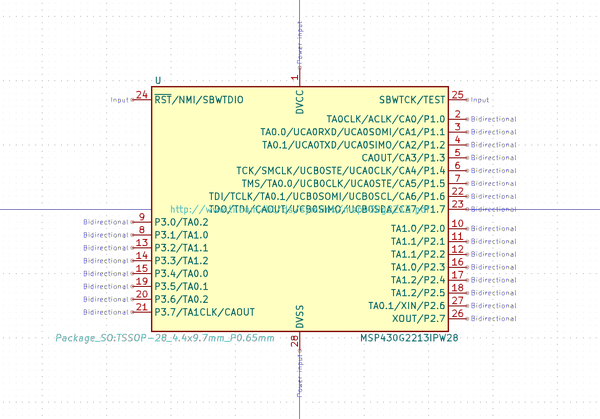 Power input
1
U
DVCC
24
Input
RST/NMI/SBWTDIO
SBWTCK/TEST
25
Input
TA0CLK/ACLK/CA0/P1.0
2
Bidirectional
TA0.0/UCA0RXD/UCA0SOMI/CA1/P1.1
3
Bidirectional
TA0.1/UCA0TXD/UCA0SIMO/CA2/P1.2
4
Bidirectional
CAOUT/CA3/P1.3
5
Bidirectional
TCK/SMCLK/UCB0STE/UCA0CLK/CA4/P1.4
6
Bidirectional
TMS/TA0.0/UCB0CLK/UCA0STE/CA5/P1.5
7
Bidirectional
TDI/TCLK/TA0.1/UCB0SOMI/UCB0SCL/CA6/P1.6
22
Bidirectional
TDO/TDI/CAOUT/UCB0SIMO/UCB0SDA/CA7/P1.7
23
Bidirectional
9
Bidirectional
P3.0/TA0.2
8
Bidirectional
P3.1/TA1.0
13
Bidirectional
P3.2/TA1.1
14
Bidirectional
P3.3/TA1.2
15
Bidirectional
P3.4/TA0.0
19
Bidirectional
P3.5/TA0.1
20
Bidirectional
P3.6/TA0.2
21
Bidirectional
P3.7/TA1CLK/CAOUT
TA1.0/P2.0
10
Bidirectional
TA1.1/P2.1
11
Bidirectional
TA1.1/P2.2
12
Bidirectional
TA1.0/P2.3
16
Bidirectional
TA1.2/P2.4
17
Bidirectional
TA1.2/P2.5
18
Bidirectional
TA0.1/XIN/P2.6
27
Bidirectional
XOUT/P2.7
26
Bidirectional
DVSS
28
Power input
Package_SO:TSSOP-28_4.4x9.7mm_P0.65mm
MSP430G2213IPW28